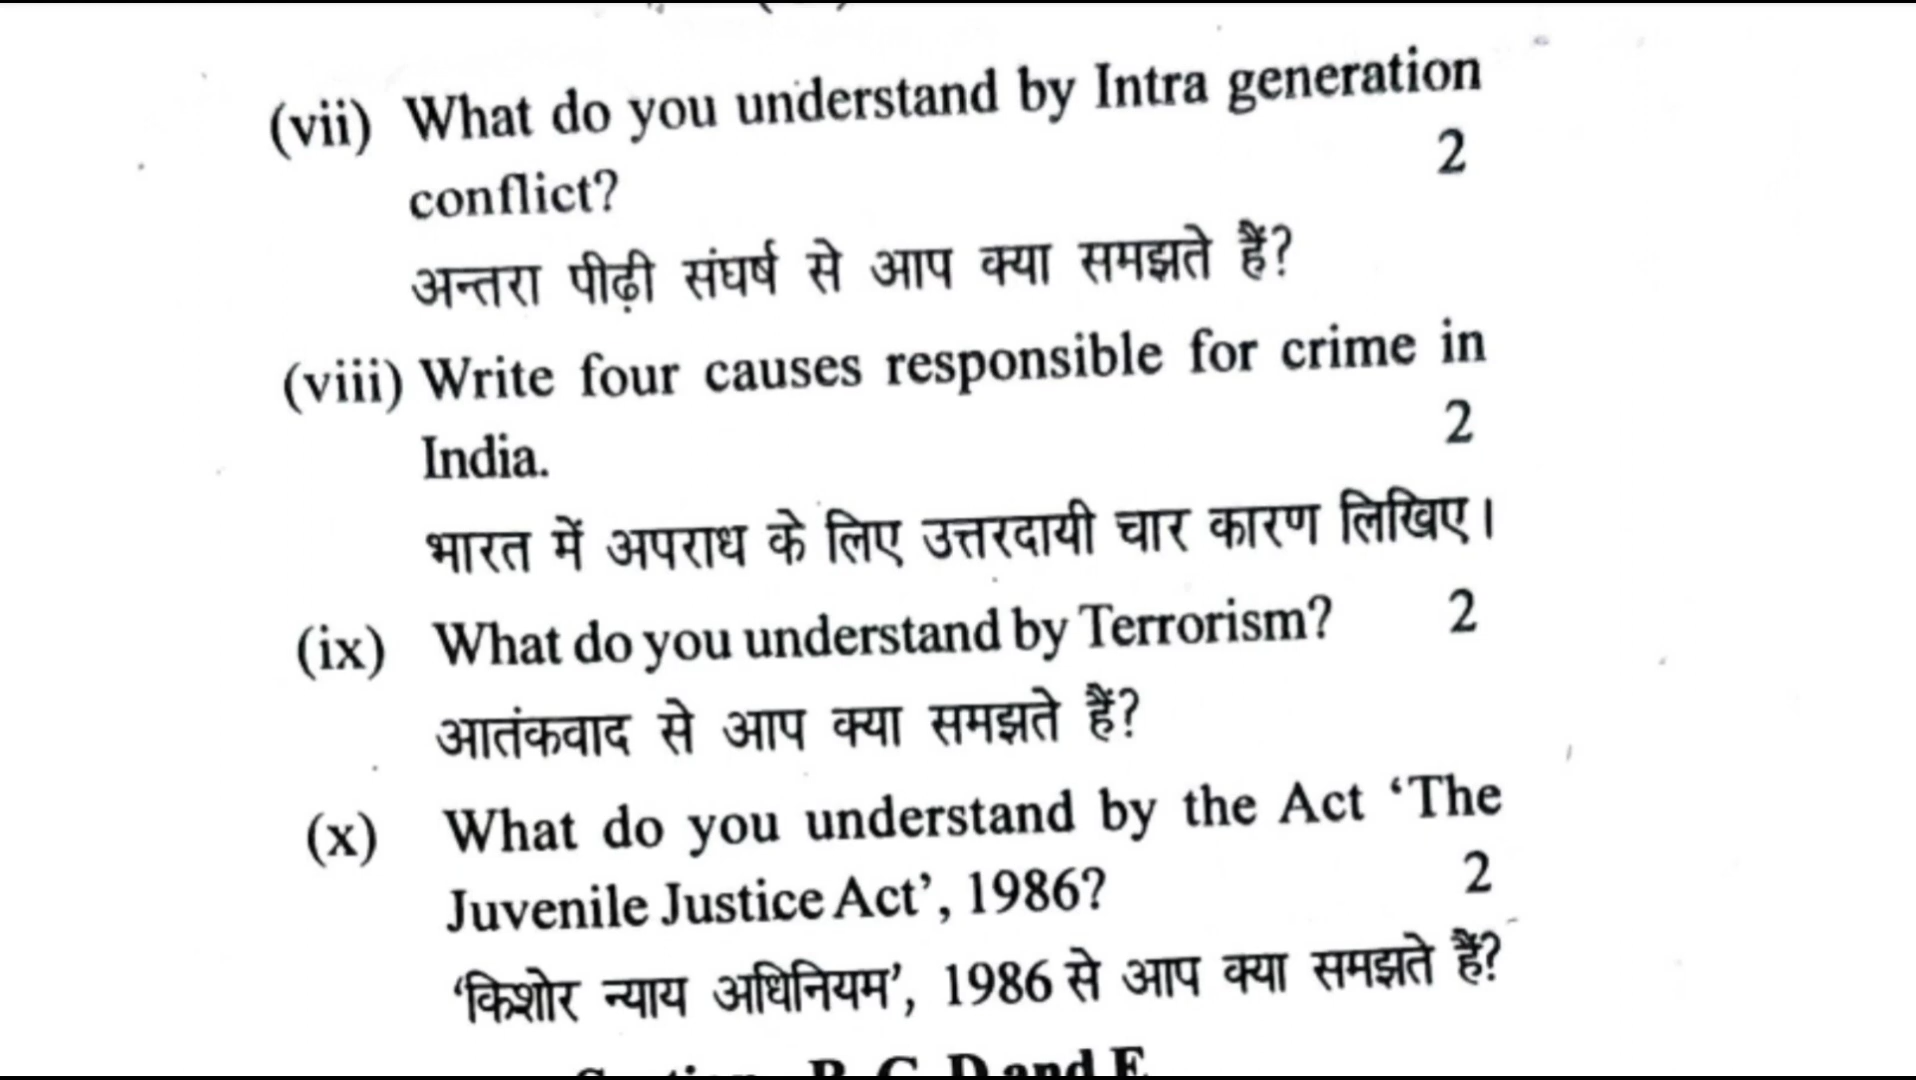 (vii) What do you understand by Intra generation
conflict? 2
अन्तरा पीढ़ी संघर्ष से आप क्या समझते हैं?
(viii) Write four causes responsible for crime in
India. 2
भारत में अपराध के लिए उत्तरदायी चार कारण लिखिए।
(ix) What do you understand by Terrorism? 2
आतंकवाद से आप क्या समझते हैं?
(x) What do you understand by the Act ‘The
Juvenile Justice Act’, 1986? 2
‘किशोर न्याय अधिनियम’, 1986 से आप क्या समझते हैं?
Section B, C, D and E